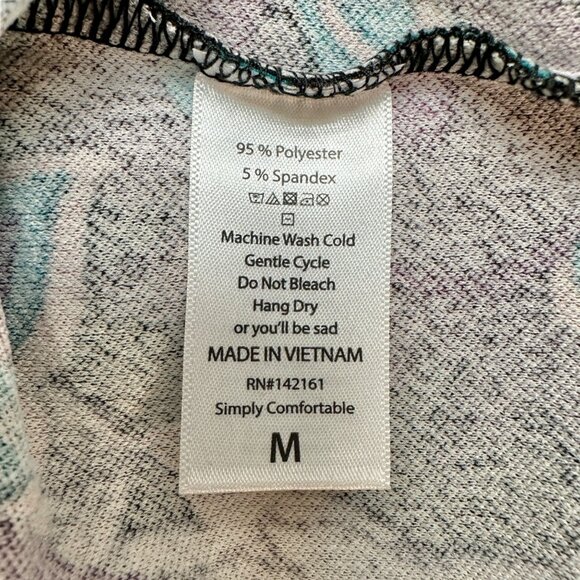 95 % Polyester
5 % Spandex
Machine Wash Cold
Gentle Cycle
Do Not Bleach
Hang Dry
or you'll be sad
MADE IN VIETNAM
RN#142161
Simply Comfortable
M